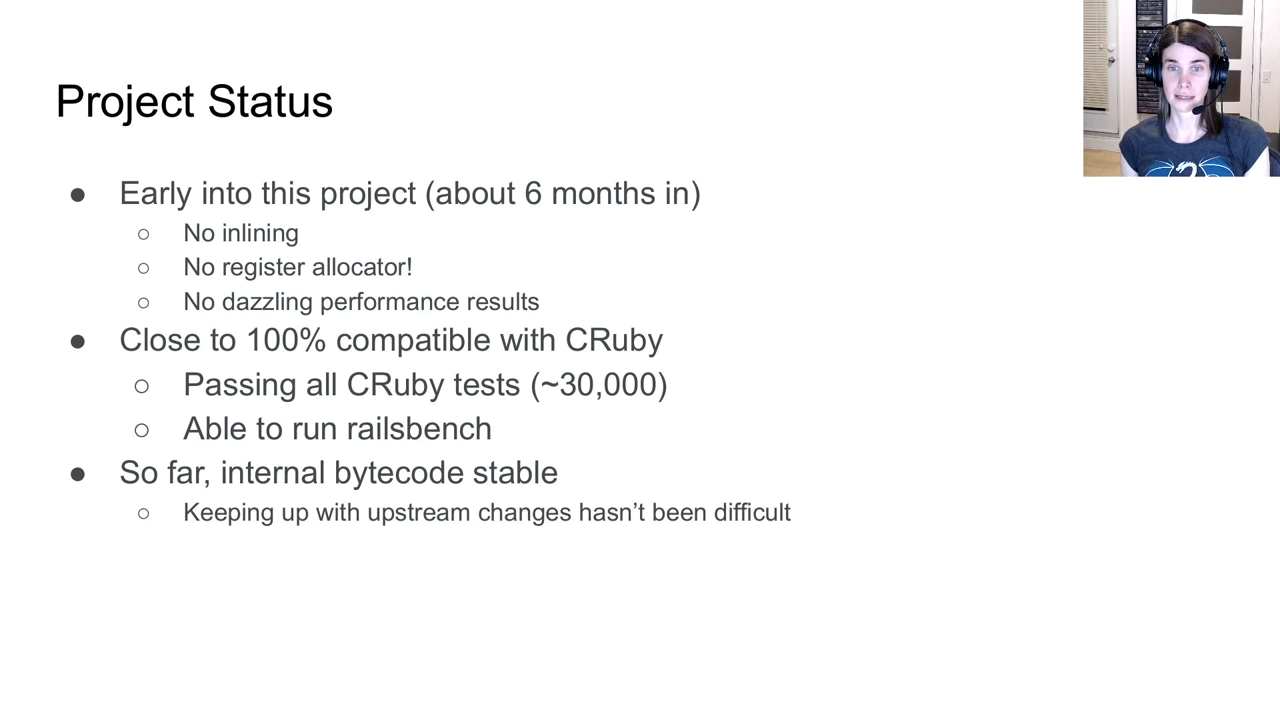 Project Status
● Early into this project (about 6 months in)
○ No inlining
○ No register allocator!
○ No dazzling performance results
● Close to 100% compatible with CRuby
○ Passing all CRuby tests (~30,000)
○ Able to run railsbench
● So far, internal bytecode stable
○ Keeping up with upstream changes hasn’t been difficult